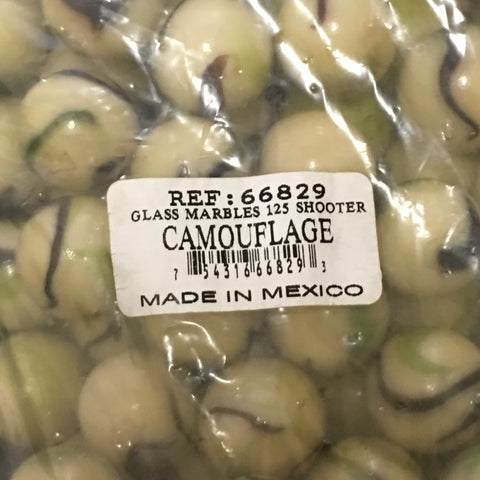 REF:66829
GLASS MARBLES 125 SHOOTER
CAMOUFLAGE
7 54316 66829 3
MADE IN MEXICO